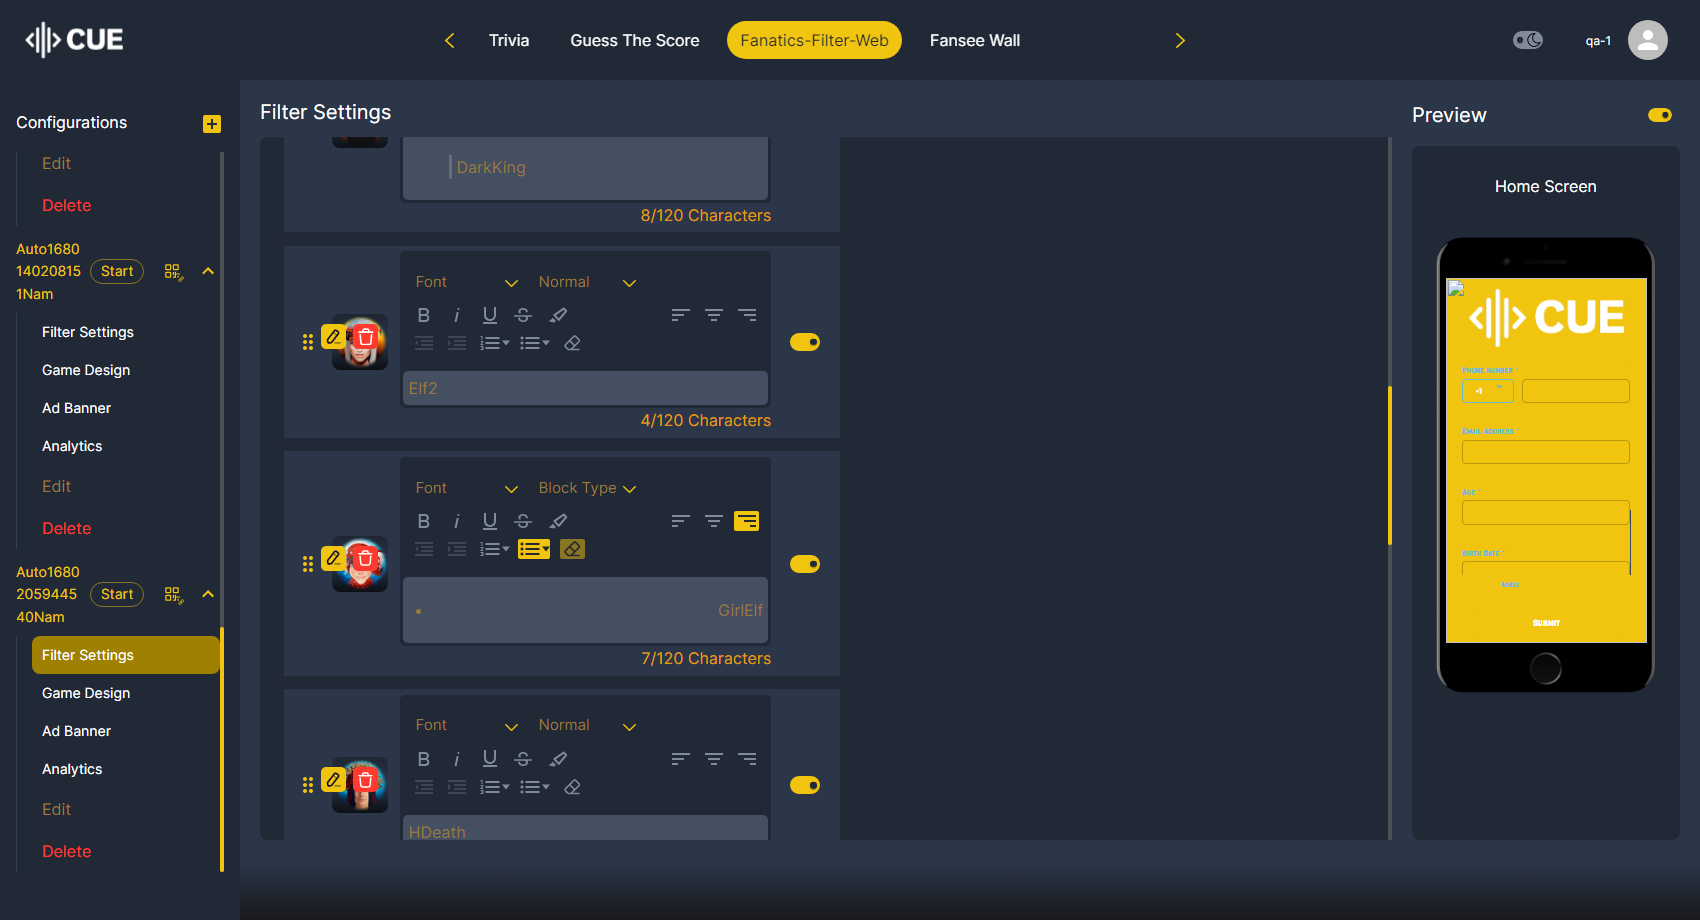 CUE
Trivia
Guess The Score
Fanatics-Filter-Web
Fansee Wall
qa-1
Configurations
Edit
Delete
Auto1680
14020815
1Nam
Start
Filter Settings
Game Design
Ad Banner
Analytics
Edit
Delete
Auto1680
2059445
40Nam
Start
Filter Settings
Game Design
Ad Banner
Analytics
Edit
Delete
Filter Settings
DarkKing
8/120 Characters
Font
Normal
B i U S
Elf2
4/120 Characters
Font
Block Type
B i U S
• GirlElf
7/120 Characters
Font
Normal
B i U S
HDeath
Preview
Home Screen
CUE
Phone Number *
+1
Email Address *
Age *
Birth Date *
Agree
Submit